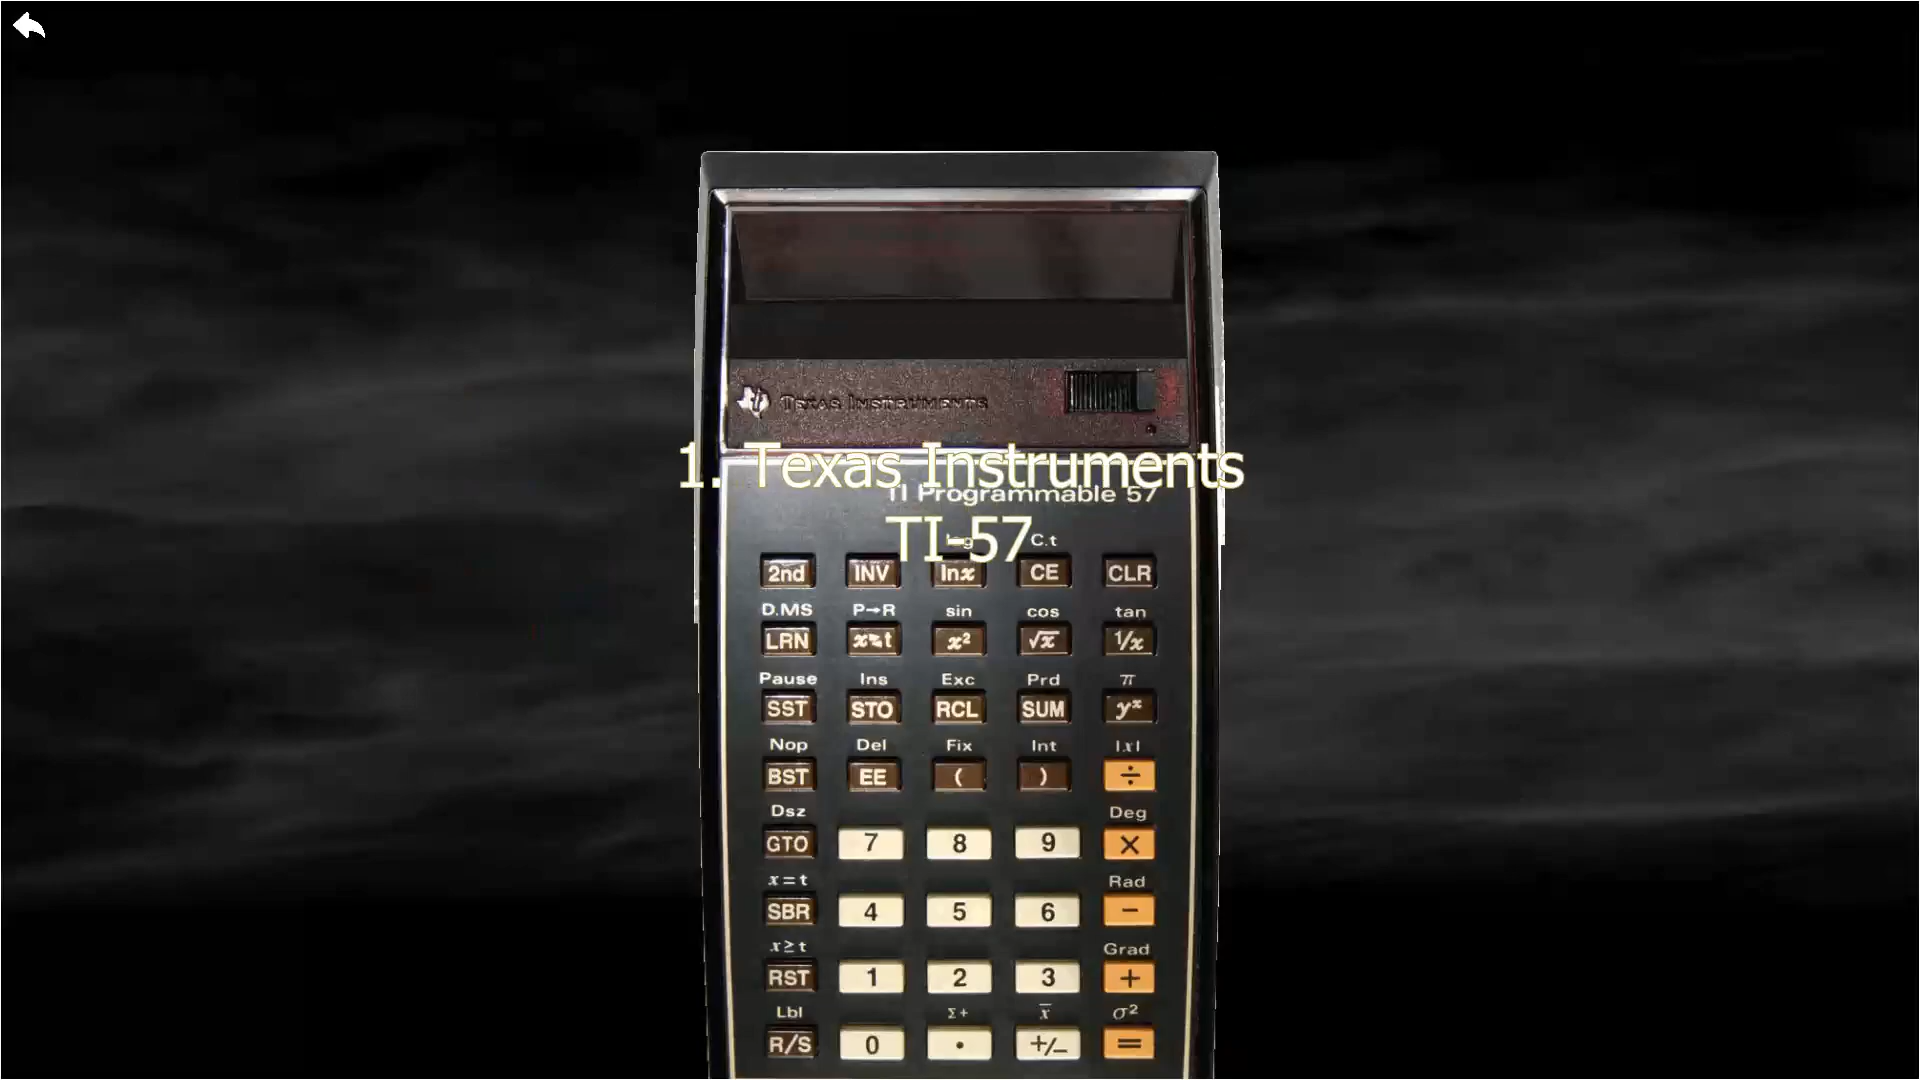 TEXAS INSTRUMENTS
1. Texas Instruments
TI Programmable 57
TI-57
log C.t
2nd INV lnx CE CLR
D.MS P→R sin cos tan
LRN x⇄t x² √x 1/x
Pause Ins Exc Prd π
SST STO RCL SUM yˣ
Nop Del Fix Int |x|
BST EE ( ) ÷
Dsz Deg
GTO 7 8 9 ×
x=t Rad
SBR 4 5 6 −
x≥t Grad
RST 1 2 3 +
Lbl Σ+ x̅ σ²
R/S 0 . +/− =